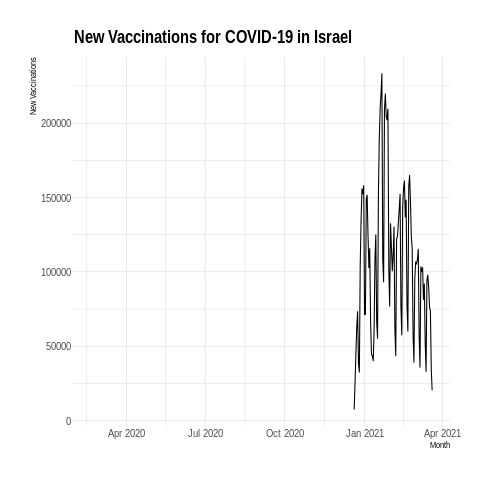 New Vaccinations for COVID-19 in Israel
New Vaccinations
200000
150000
100000
50000
0
Apr 2020 Jul 2020 Oct 2020 Jan 2021 Apr 2021
Month